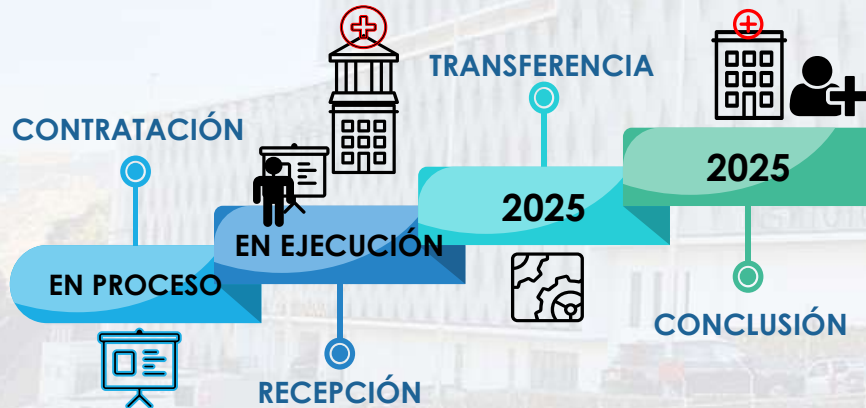 TRANSFERENCIA
CONTRATACIÓN
2025
2025
EN EJECUCIÓN
EN PROCESO
CONCLUSIÓN
RECEPCIÓN